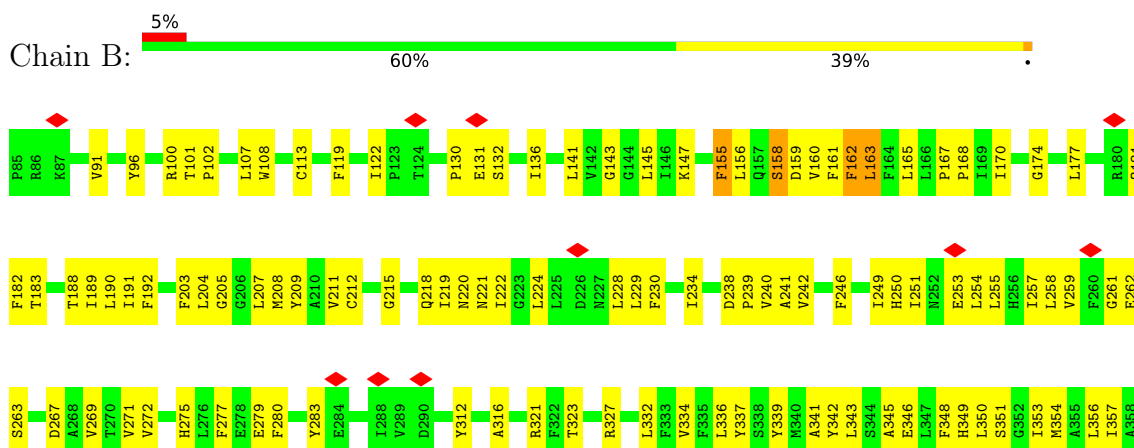 5%
Chain B:
60% 39% •
P85 R86 K87 V91 Y96 R100 T101 P102 L107 W108 C113 F119 I122 P123 T124 P130 E131 S132 I136 L141 V142 G143 G144 L145 I146 K147 F155 L156 Q157 S158 D159 V160 F161 F162 L163 F164 L165 L166 P167 P168 I169 I170 G174 L177 R180
F182 T183 T188 I189 L190 I191 F192 F203 L204 G205 G206 L207 M208 Y209 A210 V211 C212 G215 Q218 I219 N220 N221 I222 G223 L224 L225 D226 N227 L228 L229 F230 I234 D238 P239 V240 A241 V242 F246 I249 H250 I251 N252 E253 L254 L255 H256 I257 L258 V259 F260 G261 E262
S263 D267 A268 V269 T270 V271 V272 H275 L276 F277 E278 E279 F280 Y283 E284 I288 V289 D290 Y312 A316 R321 F322 T323 R327 L332 F333 V334 F335 L336 Y337 S338 Y339 M340 A341 Y342 L343 S344 A345 E346 L347 F348 H349 L350 S351 G352 I353 M354 A355 L356 I357 A358